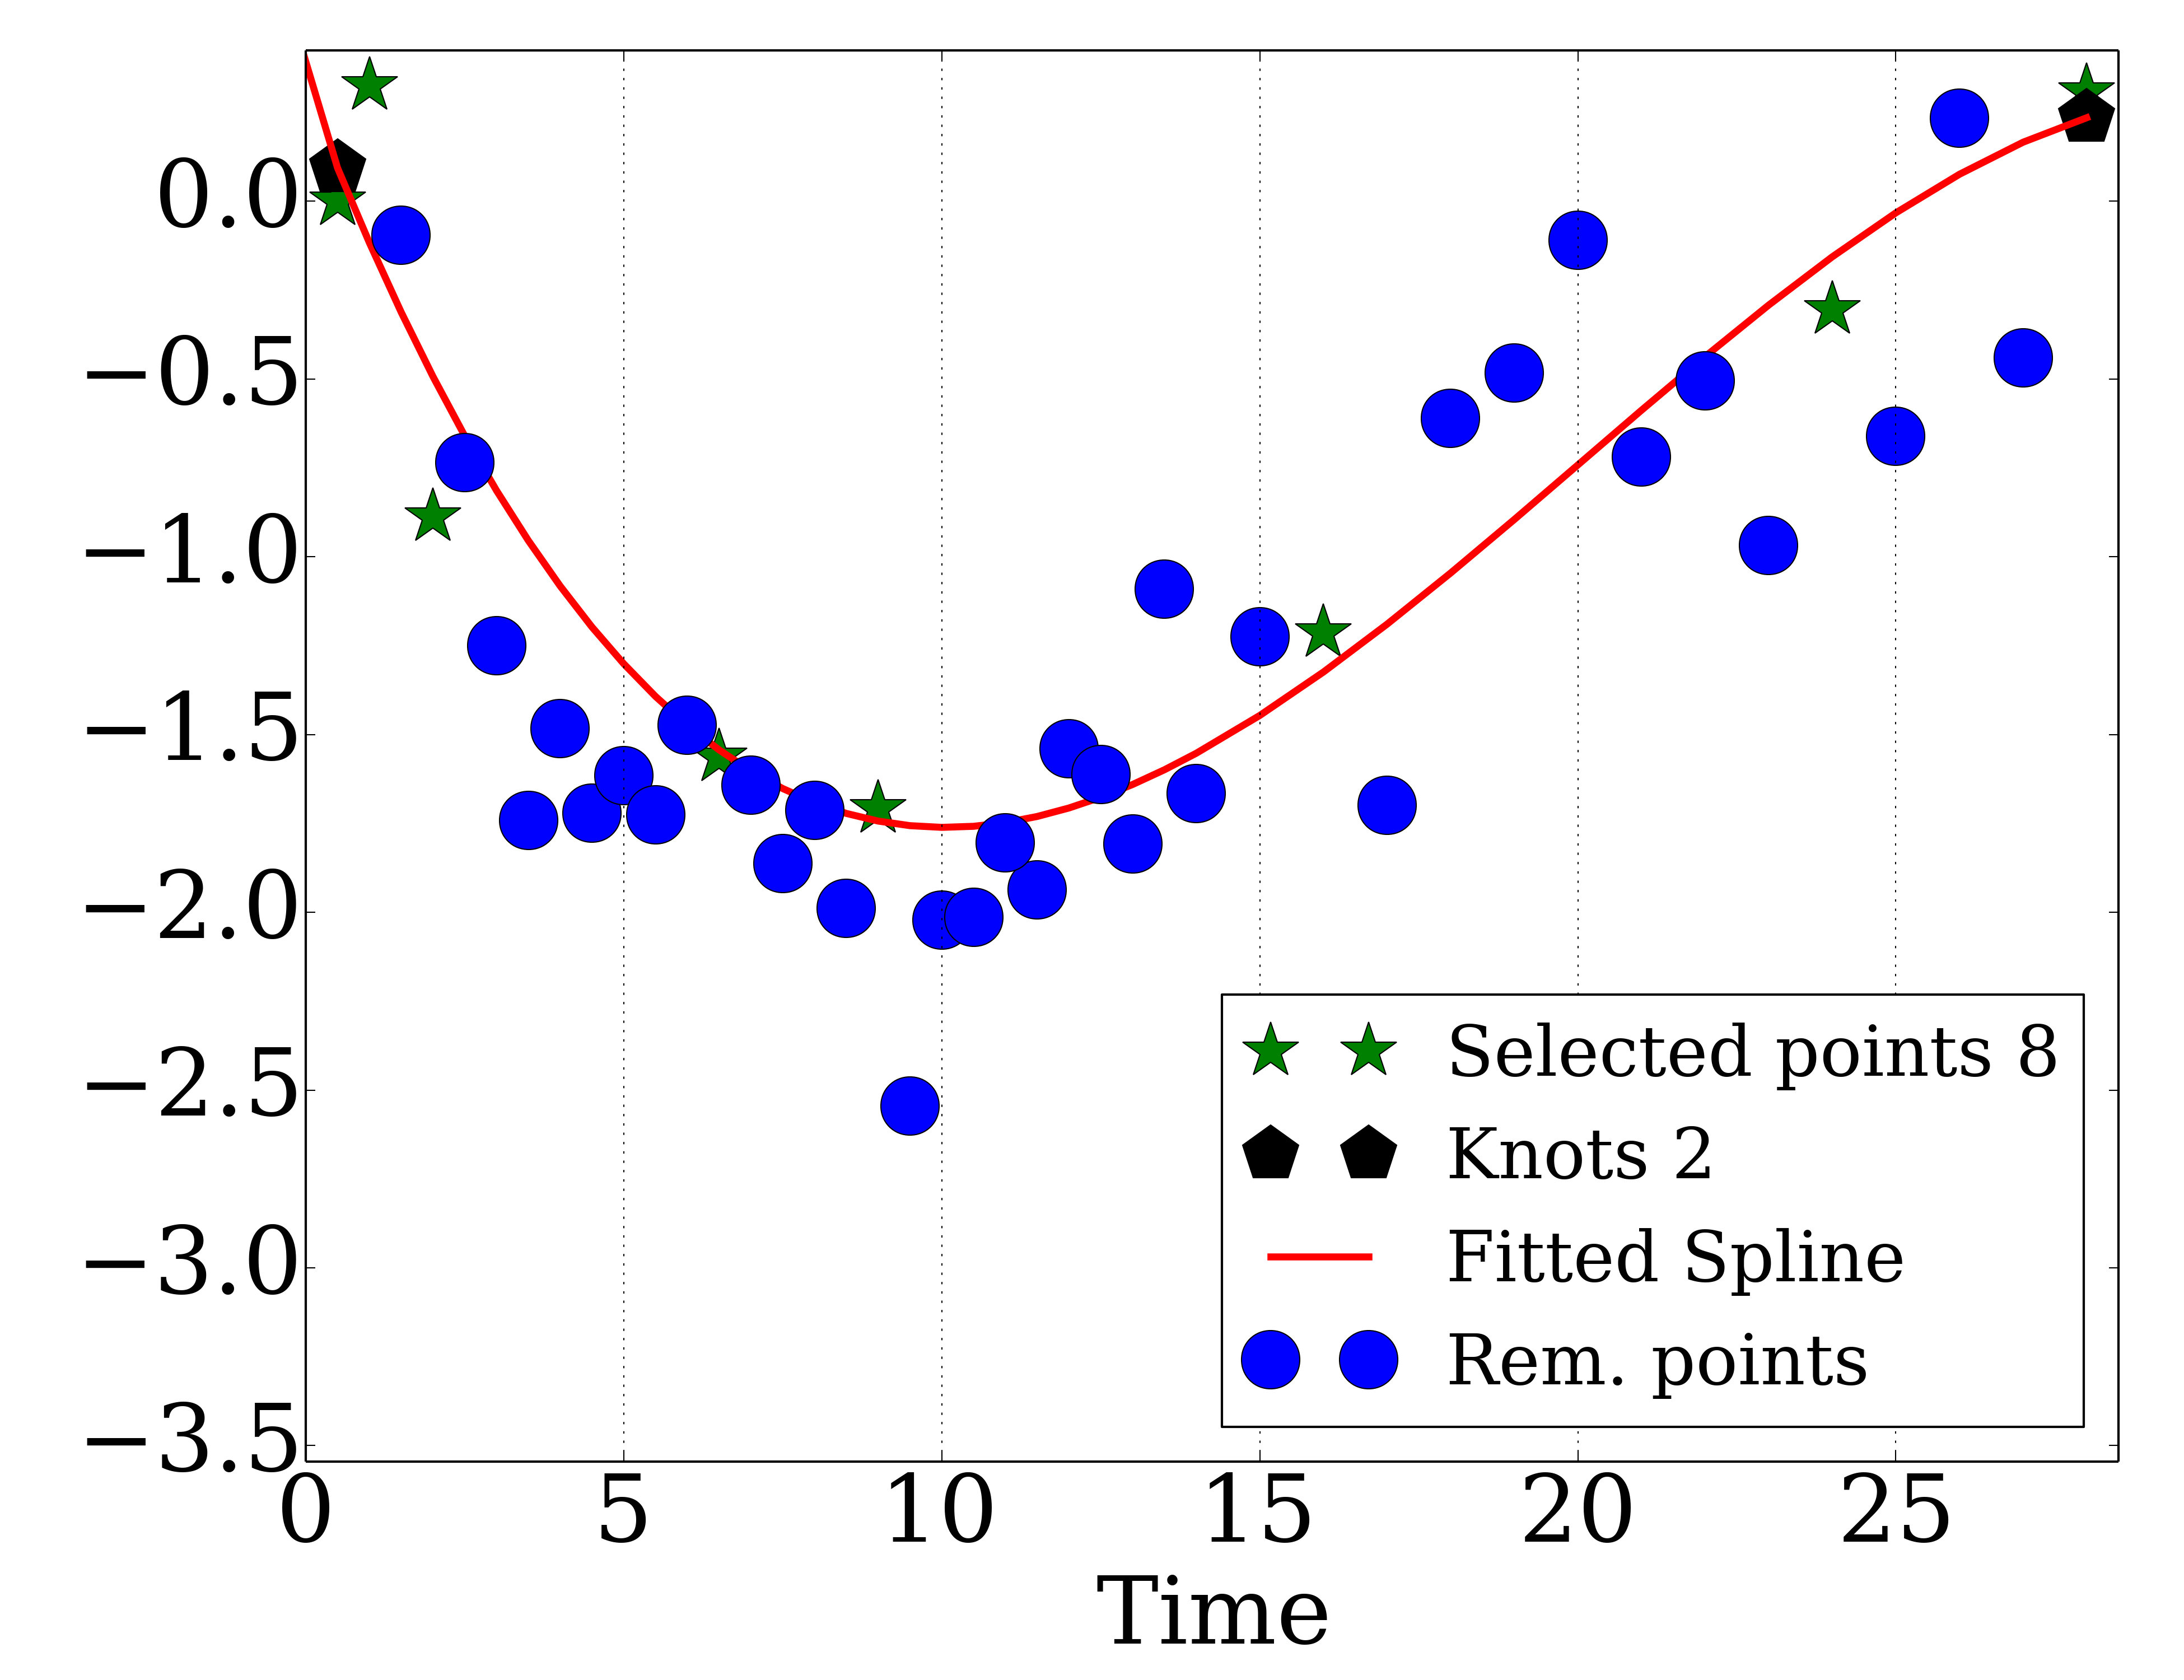 0.0
−0.5
−1.0
−1.5
−2.0
−2.5
−3.0
−3.5
0 5 10 15 20 25
Time
Selected points 8
Knots 2
Fitted Spline
Rem. points